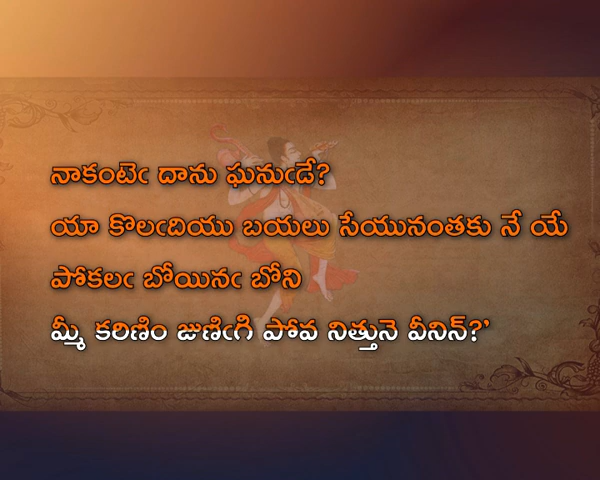 నాకంటెఁ దాను ఘనుఁడే?
యా కొలఁదియు బయలు సేయునంతకు నే యే
పోకలఁ బోయినఁ బోని
మ్మీ కరిణిం జుణిఁగి పోవ నిత్తునె వీనిన్?'